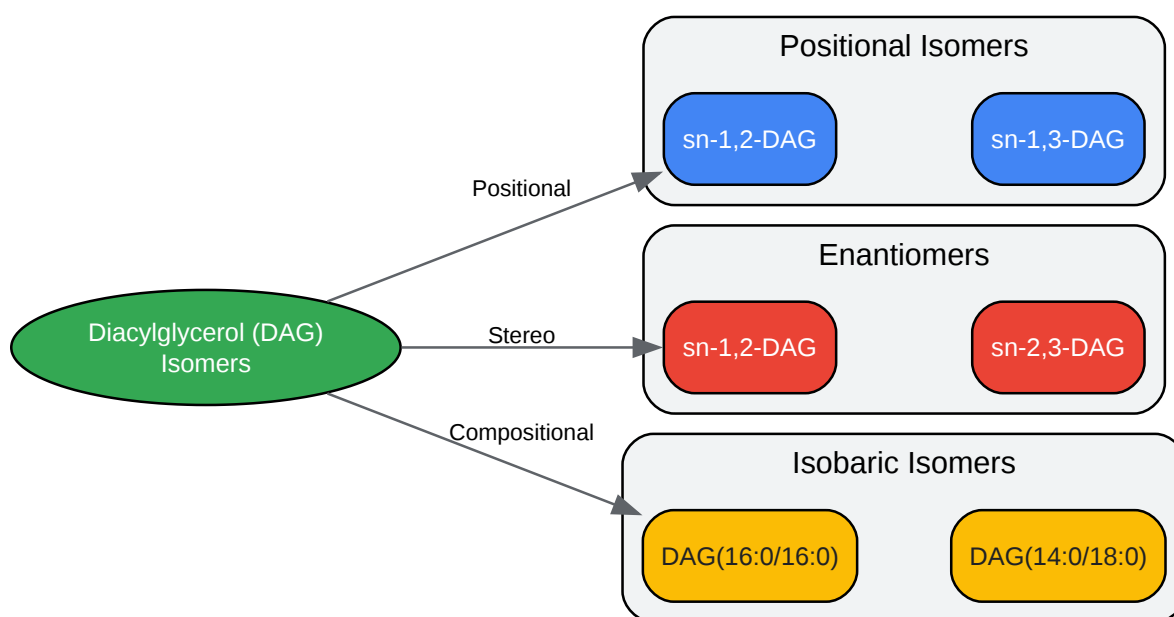 Positional Isomers
sn-1,2-DAG
sn-1,3-DAG
Positional
Enantiomers
Diacylglycerol (DAG)
Isomers
Stereo
sn-1,2-DAG
sn-2,3-DAG
Compositional
Isobaric Isomers
DAG(16:0/16:0)
DAG(14:0/18:0)